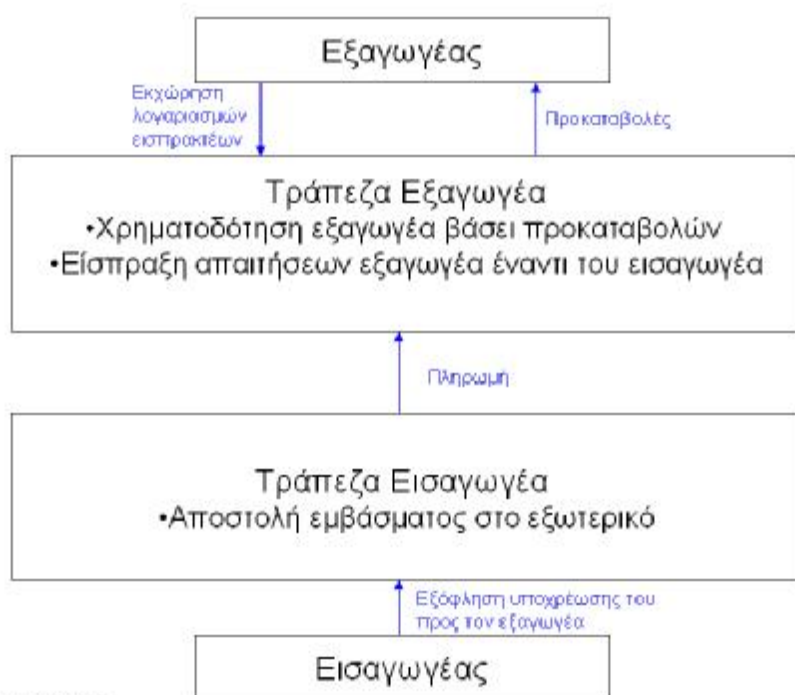 Εξαγωγέας
Εκχώρηση
λογαριασμών
εισπρακτέων
Προκαταβολές
Τράπεζα Εξαγωγέα
•Χρηματοδότηση εξαγωγέα βάσει προκαταβολών
•Είσπραξη απαιτήσεων εξαγωγέα έναντι του εισαγωγέα
Πληρωμή
Τράπεζα Εισαγωγέα
•Αποστολή εμβάσματος στο εξωτερικό
Εξόφληση υποχρέωσης του
προς τον εξαγωγέα
Εισαγωγέας